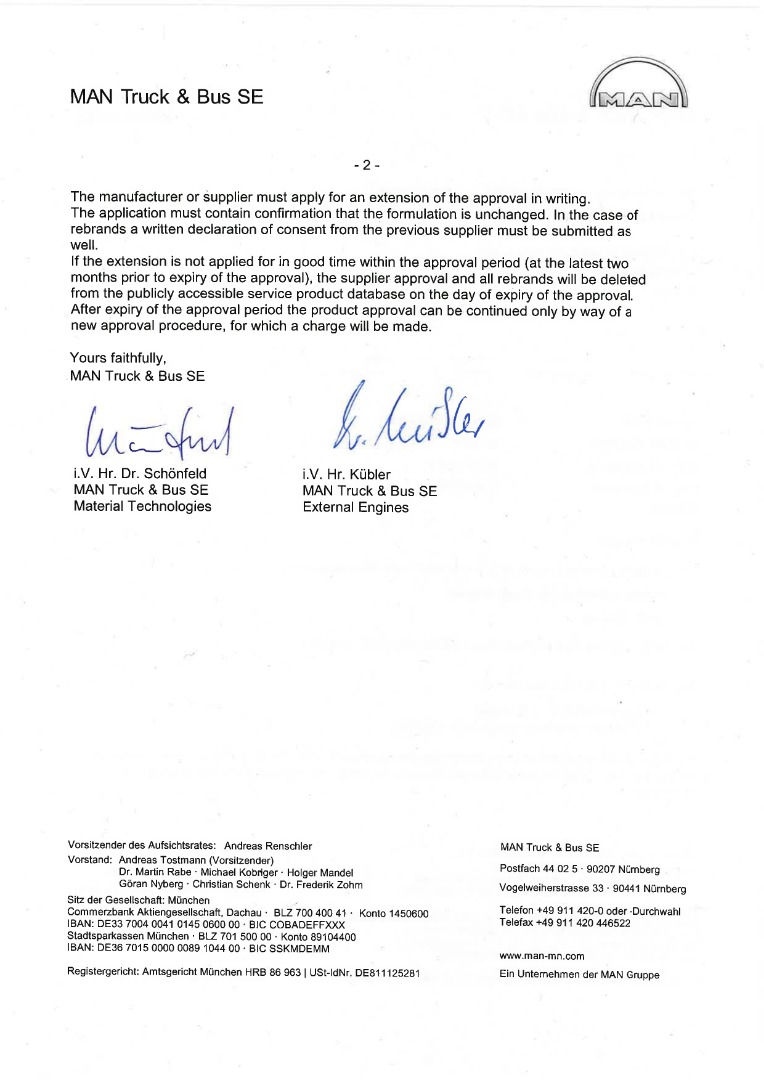 MAN Truck & Bus SE
MAN
- 2 -
The manufacturer or supplier must apply for an extension of the approval in writing.
The application must contain confirmation that the formulation is unchanged. In the case of
rebrands a written declaration of consent from the previous supplier must be submitted as
well.
If the extension is not applied for in good time within the approval period (at the latest two
months prior to expiry of the approval), the supplier approval and all rebrands will be deleted
from the publicly accessible service product database on the day of expiry of the approval.
After expiry of the approval period the product approval can be continued only by way of a
new approval procedure, for which a charge will be made.
Yours faithfully,
MAN Truck & Bus SE
i.V. Hr. Dr. Schönfeld
MAN Truck & Bus SE
Material Technologies
i.V. Hr. Kübler
MAN Truck & Bus SE
External Engines
Vorsitzender des Aufsichtsrates: Andreas Renschler
Vorstand: Andreas Tostmann (Vorsitzender)
Dr. Martin Rabe · Michael Kobriger · Holger Mandel
Göran Nyberg · Christian Schenk · Dr. Frederik Zohm
Sitz der Gesellschaft: München
Commerzbank Aktiengesellschaft, Dachau · BLZ 700 400 41 · Konto 1450600
IBAN: DE33 7004 0041 0145 0600 00 · BIC COBADEFFXXX
Stadtsparkassen München · BLZ 701 500 00 · Konto 89104400
IBAN: DE36 7015 0000 0089 1044 00 · BIC SSKMDEMM
Registergericht: Amtsgericht München HRB 86 963 | USt-IdNr. DE811125281
MAN Truck & Bus SE
Postfach 44 02 5 · 90207 Nürnberg
Vogelweiherstrasse 33 · 90441 Nürnberg
Telefon +49 911 420-0 oder -Durchwahl
Telefax +49 911 420 446522
www.man-mn.com
Ein Unternehmen der MAN Gruppe